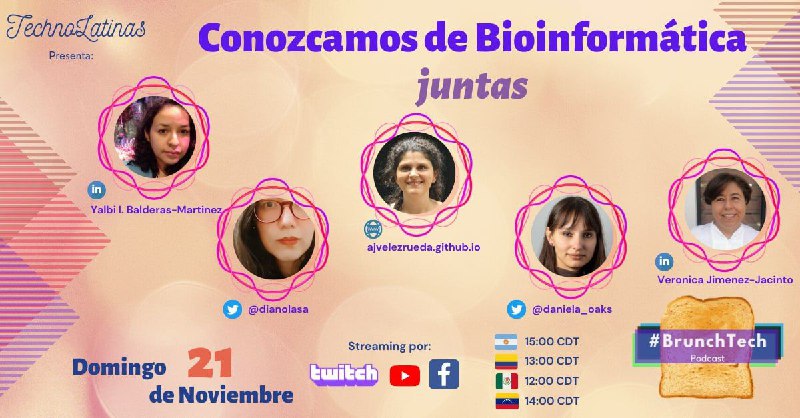 TechnoLatinas
Presenta:
Conozcamos de Bioinformática
juntas
in
Yalbi I. Balderas-Martinez
@dianolasa
www
ajvelezrueda.github.io
@daniela_oaks
in
Veronica Jimenez-Jacinto
Domingo 21
de Noviembre
Streaming por:
twitch
f
15:00 CDT
13:00 CDT
12:00 CDT
14:00 CDT
#BrunchTech
Podcast